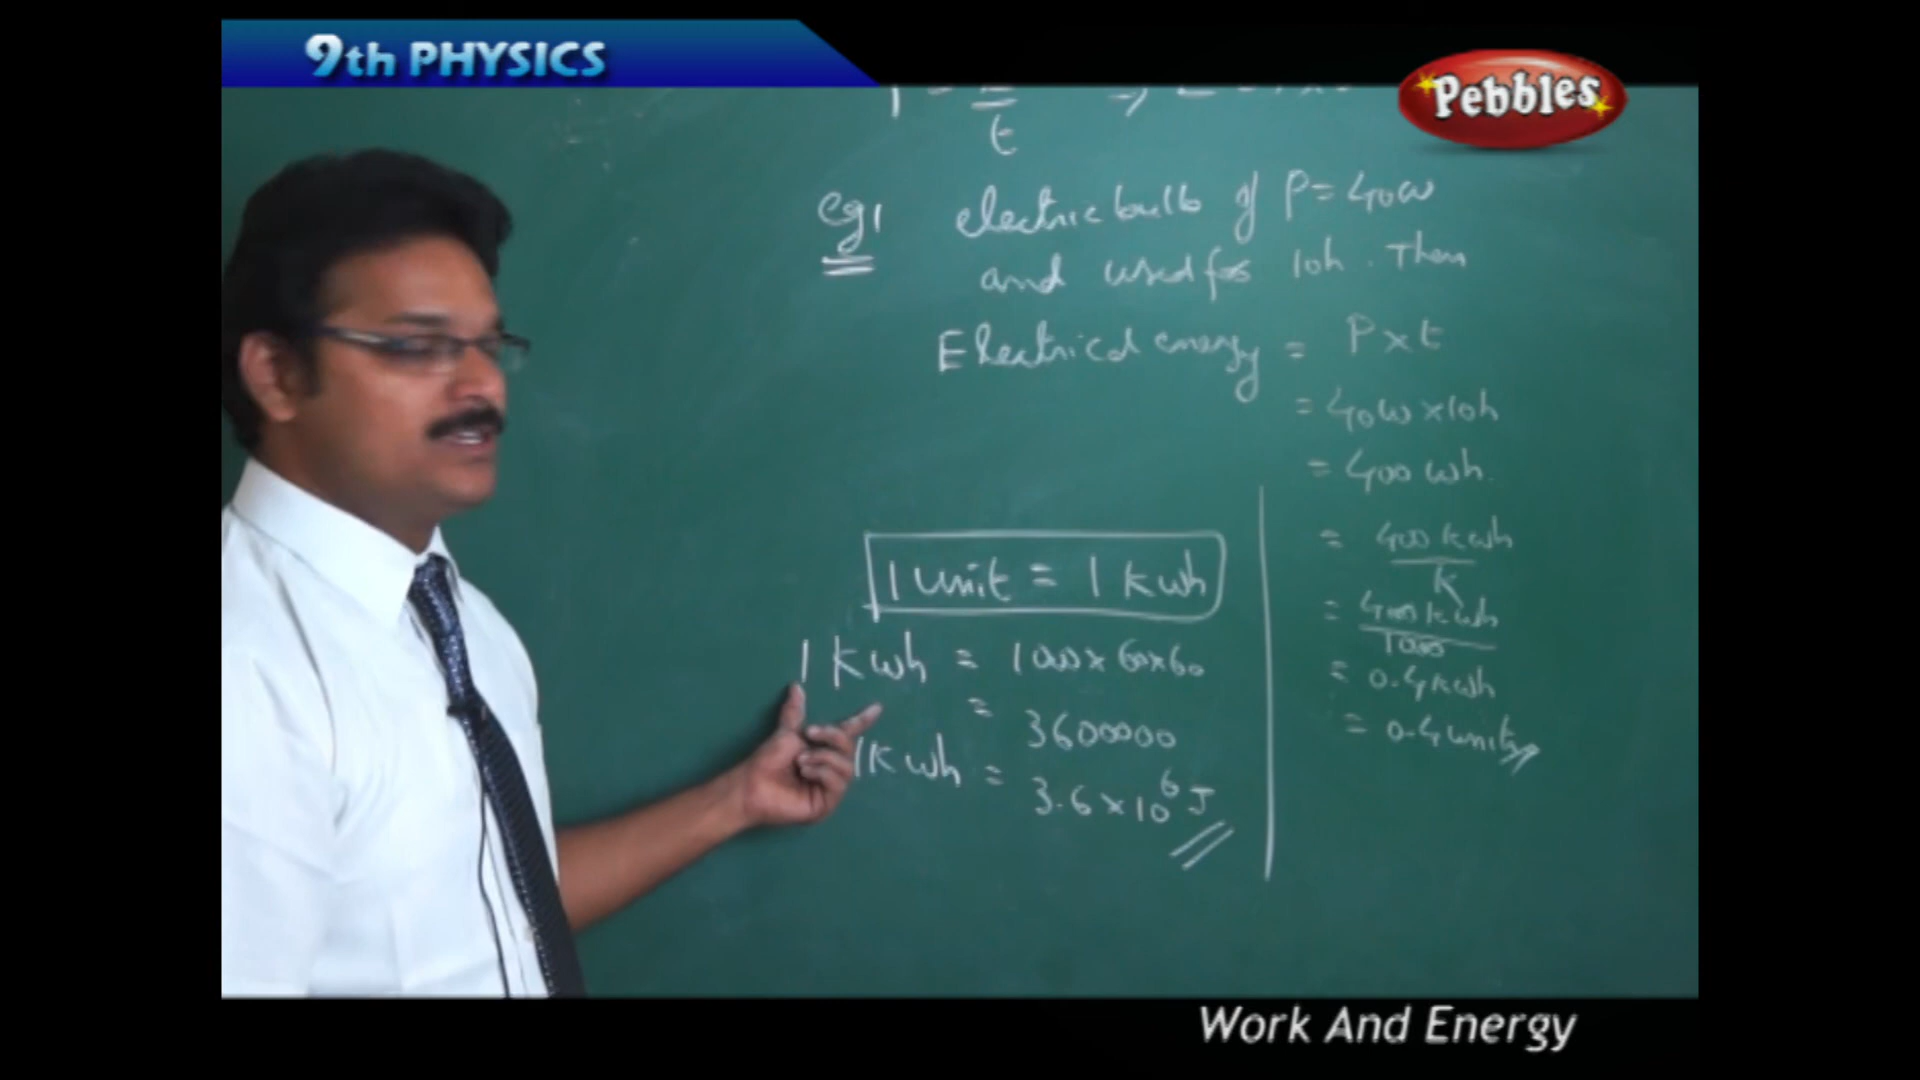 9th PHYSICS
Pebbles
t
eg1 electric bulb of P = 40w
and used for 10h. Then
Electrical energy = P x t
= 40w x 10h
= 400 wh.
= 400 kwh
k
= 400 kwh
1000
= 0.4 kwh
= 0.4 units
1 unit = 1 kwh
1 kwh = 1000 x 60 x 60
= 3600000
1 kwh = 3.6 x 10⁶ J
Work And Energy